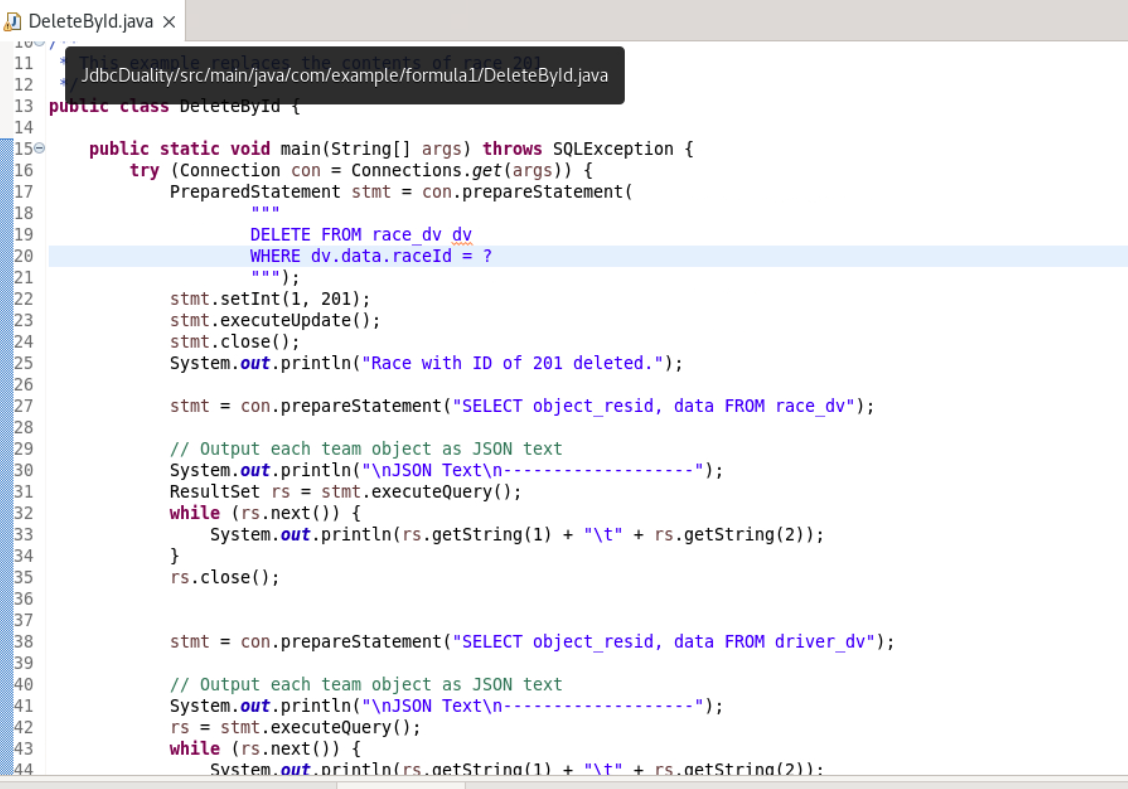 DeleteById.java
10 /**
11  * This example replaces the contents of race 201
JdbcDuality/src/main/java/com/example/formula1/DeleteById.java
12  */
13 public class DeleteById {
14
15     public static void main(String[] args) throws SQLException {
16         try (Connection con = Connections.get(args)) {
17             PreparedStatement stmt = con.prepareStatement(
18                     """
19                     DELETE FROM race_dv dv
20                     WHERE dv.data.raceId = ?
21                     """);
22             stmt.setInt(1, 201);
23             stmt.executeUpdate();
24             stmt.close();
25             System.out.println("Race with ID of 201 deleted.");
26
27             stmt = con.prepareStatement("SELECT object_resid, data FROM race_dv");
28
29             // Output each team object as JSON text
30             System.out.println("\nJSON Text\n-------------------");
31             ResultSet rs = stmt.executeQuery();
32             while (rs.next()) {
33                 System.out.println(rs.getString(1) + "\t" + rs.getString(2));
34             }
35             rs.close();
36
37
38             stmt = con.prepareStatement("SELECT object_resid, data FROM driver_dv");
39
40             // Output each team object as JSON text
41             System.out.println("\nJSON Text\n-------------------");
42             rs = stmt.executeQuery();
43             while (rs.next()) {
44                 System.out.println(rs.getString(1) + "\t" + rs.getString(2));